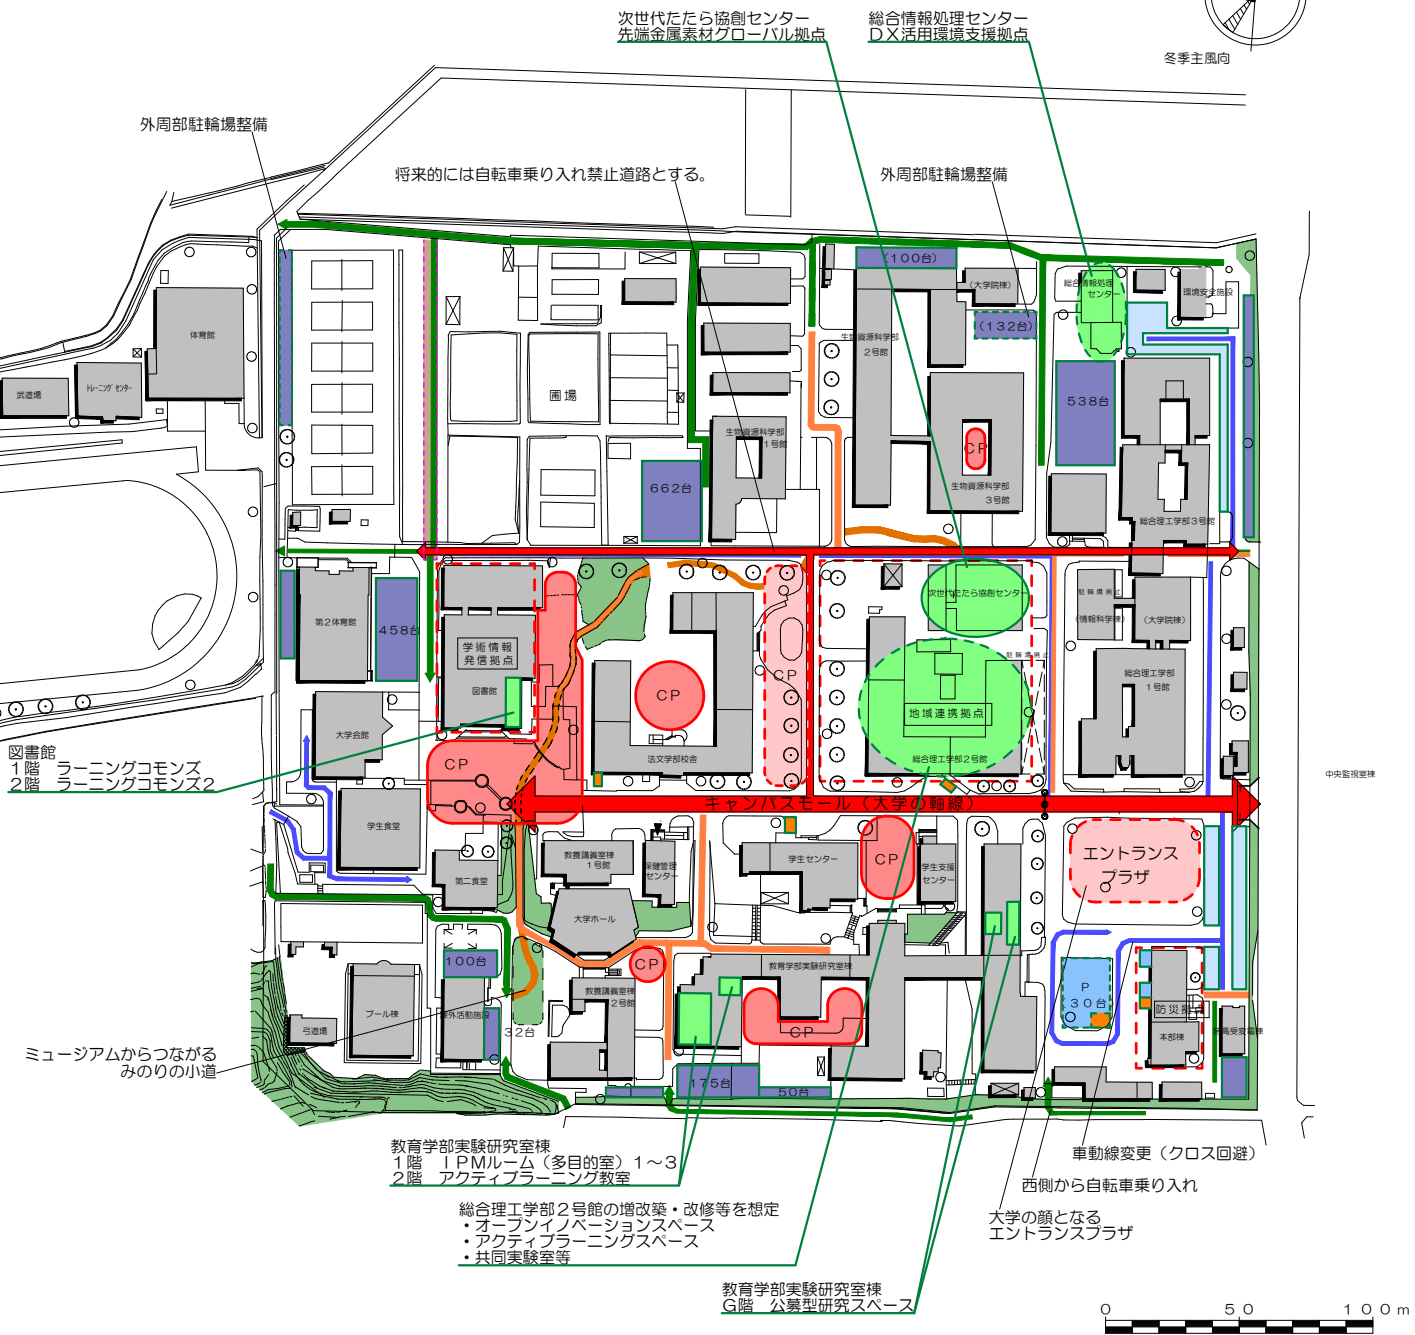 次世代たたら協創センター
先端金属素材グローバル拠点
総合情報処理センター
ＤＸ活用環境支援拠点
冬季主風向
外周部駐輪場整備
将来的には自転車乗り入れ禁止道路とする。
外周部駐輪場整備
(１００台)
(大学院棟)
総合情報処理
センター
環境安全施設
(１３２台)
体育館
生物資源科学部
２号館
トレーニングセンター
武道場
圃場
５３８台
生物資源科学部
１号館
ＣＰ
６６２台
生物資源科学部
３号館
総合理工学部３号館
次世代たたら協創センター
駐輪場廃止
(情報科学棟)
(大学院棟)
第２体育館
４５８台
学術情報
発信拠点
図書館
ＣＰ
ＣＰ
駐輪場廃止
総合理工学部
１号館
地域連携拠点
大学会館
法文学部校舎
総合理工学部２号館
図書館
１階　ラーニングコモンズ
２階　ラーニングコモンズ２
ＣＰ
中央監視室棟
キャンパスモール（大学の軸線）
学生食堂
教養講義室棟
１号館
保健管理
センター
学生センター
ＣＰ
学生支援
センター
エントランス
プラザ
第二食堂
大学ホール
１００台
ＣＰ
教育学部実験研究室棟
教養講義室棟
２号館
Ｐ
３０台
防災拠点
本部棟
弓道場
プール棟
課外活動施設
３２台
ＣＰ
ミュージアムからつながる
みのりの小道
１７５台
５０台
教育学部実験研究室棟
１階　ＩＰＭルーム（多目的室）１～３
２階　アクティブラーニング教室
車動線変更（クロス回避）
西側から自転車乗り入れ
大学の顔となる
エントランスプラザ
総合理工学部２号館の増改築・改修等を想定
・オープンイノベーションスペース
・アクティブラーニングスペース
・共同実験室等
教育学部実験研究室棟
Ｇ階　公募型研究スペース
０　５０　１００ｍ